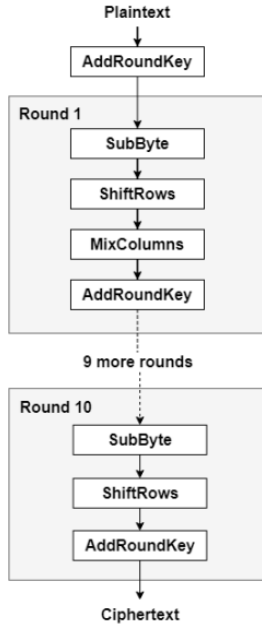 Plaintext
AddRoundKey
Round 1
SubByte
ShiftRows
MixColumns
AddRoundKey
9 more rounds
Round 10
SubByte
ShiftRows
AddRoundKey
Ciphertext